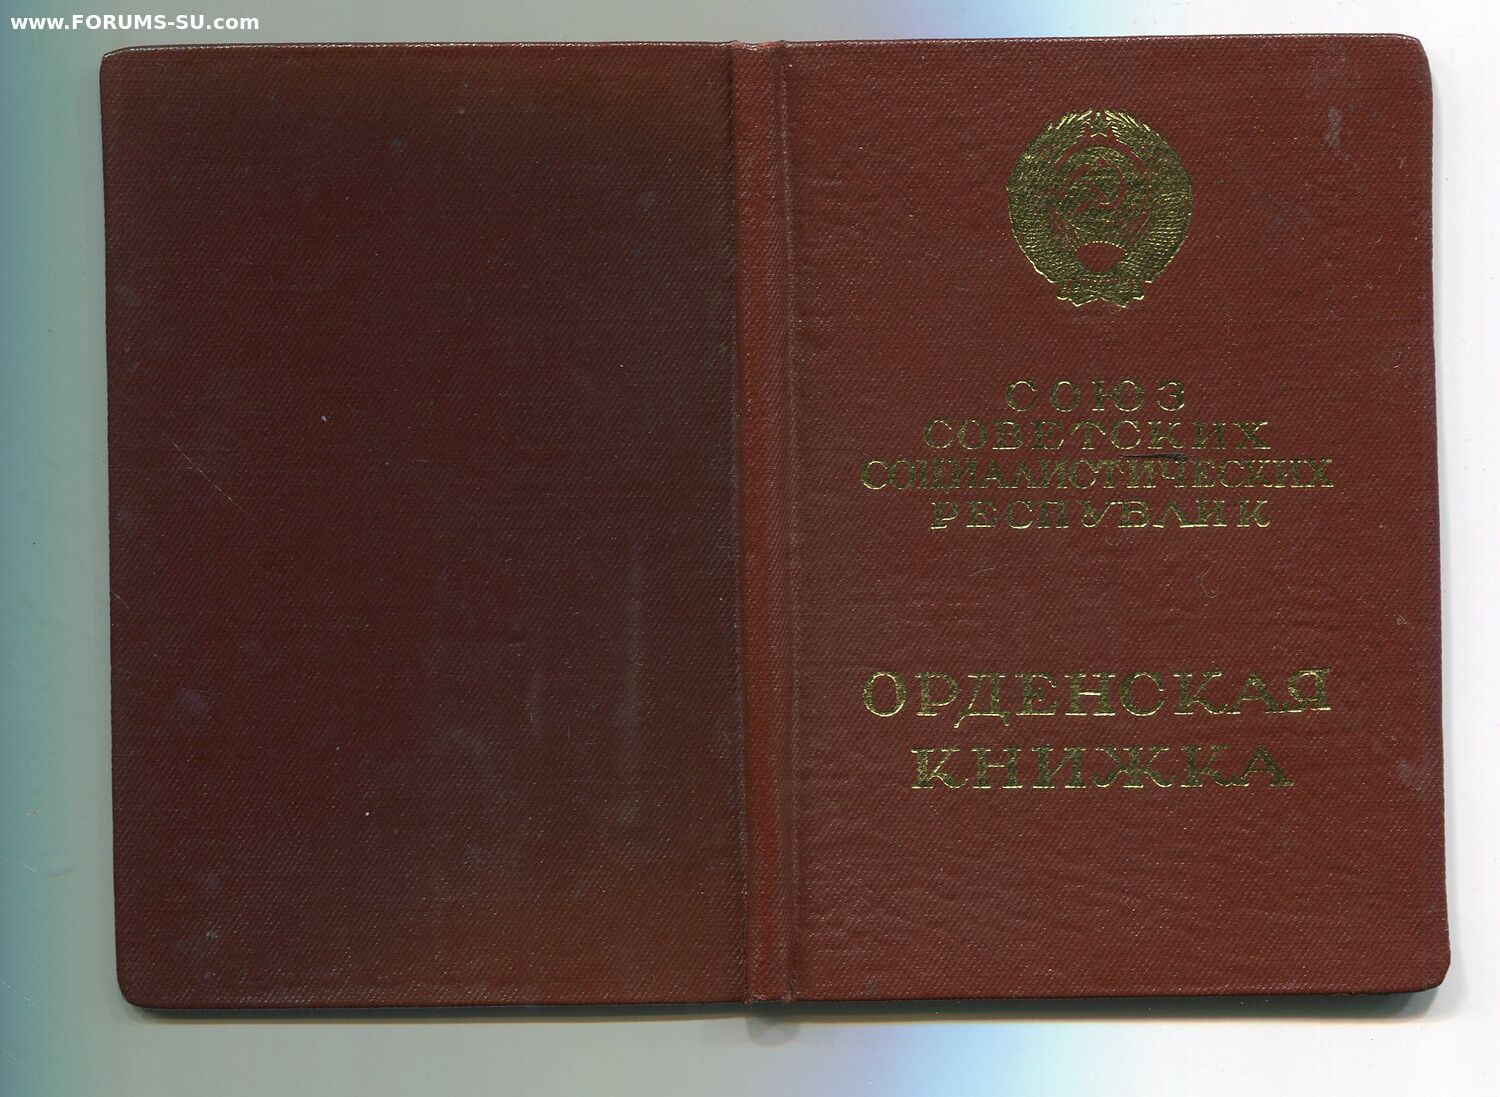 www.FORUMS-SU.com
СОЮЗ
СОВЕТСКИХ
СОЦИАЛИСТИЧЕСКИХ
РЕСПУБЛИК
ОРДЕНСКАЯ
КНИЖКА